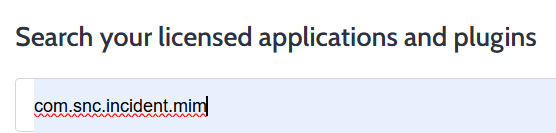 Search your licensed applications and plugins
com.snc.incident.mim